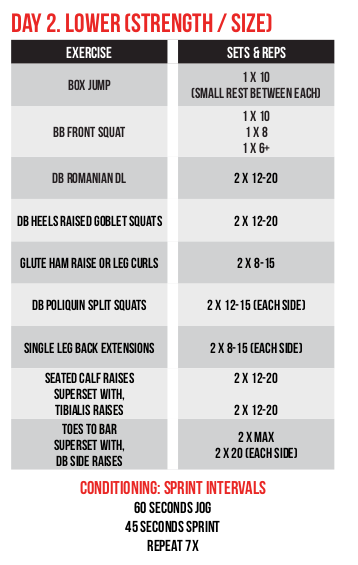 DAY 2. LOWER (STRENGTH / SIZE)
EXERCISE
SETS & REPS
BOX JUMP
1 X 10
(SMALL REST BETWEEN EACH)
BB FRONT SQUAT
1 X 10
1 X 8
1 X 6+
DB ROMANIAN DL
2 X 12-20
DB HEELS RAISED GOBLET SQUATS
2 X 12-20
GLUTE HAM RAISE OR LEG CURLS
2 X 8-15
DB POLIQUIN SPLIT SQUATS
2 X 12-15 (EACH SIDE)
SINGLE LEG BACK EXTENSIONS
2 X 8-15 (EACH SIDE)
SEATED CALF RAISES
SUPERSET WITH,
TIBIALIS RAISES
2 X 12-20
2 X 12-20
TOES TO BAR
SUPERSET WITH,
DB SIDE RAISES
2 X MAX
2 X 20 (EACH SIDE)
CONDITIONING: SPRINT INTERVALS
60 SECONDS JOG
45 SECONDS SPRINT
REPEAT 7X